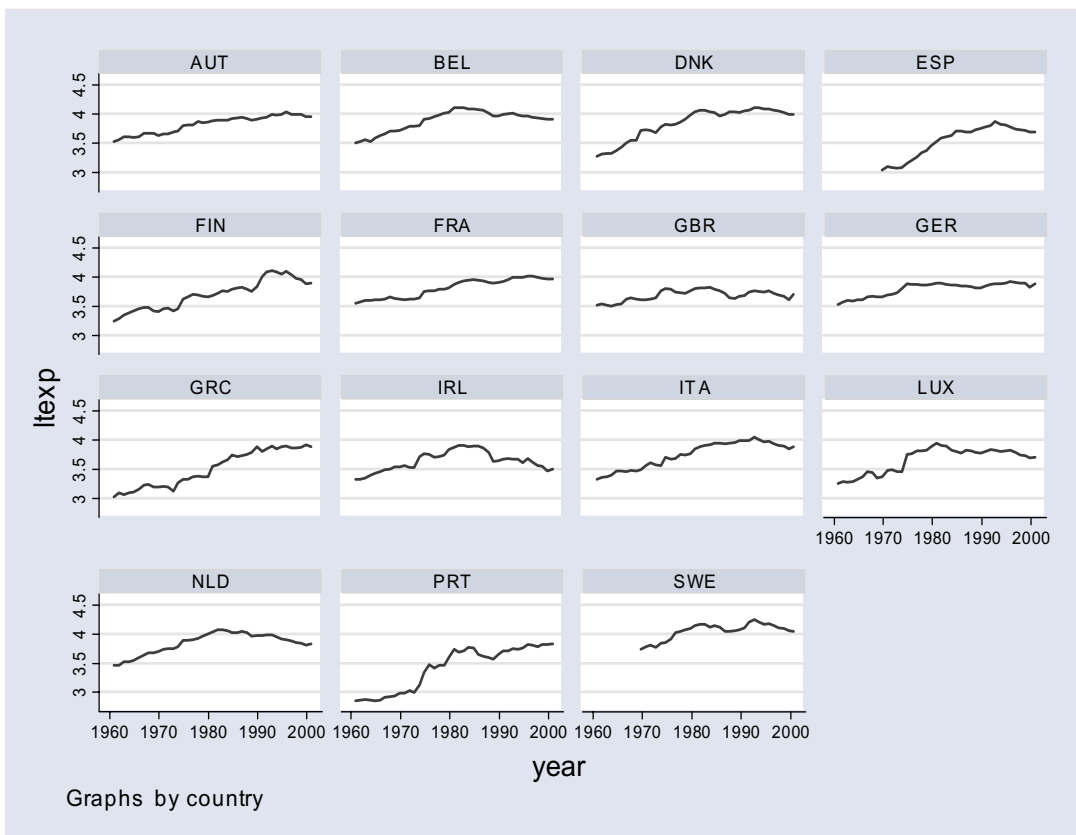 AUT BEL DNK ESP
4.5
4
3.5
3
FIN FRA GBR GER
4.5
4
3.5
3
GRC IRL ITA LUX
4.5
4
3.5
3
1960 1970 1980 1990 2000
NLD PRT SWE
4.5
4
3.5
3
1960 1970 1980 1990 2000 1960 1970 1980 1990 2000 1960 1970 1980 1990 2000
ltexp
year
Graphs by country